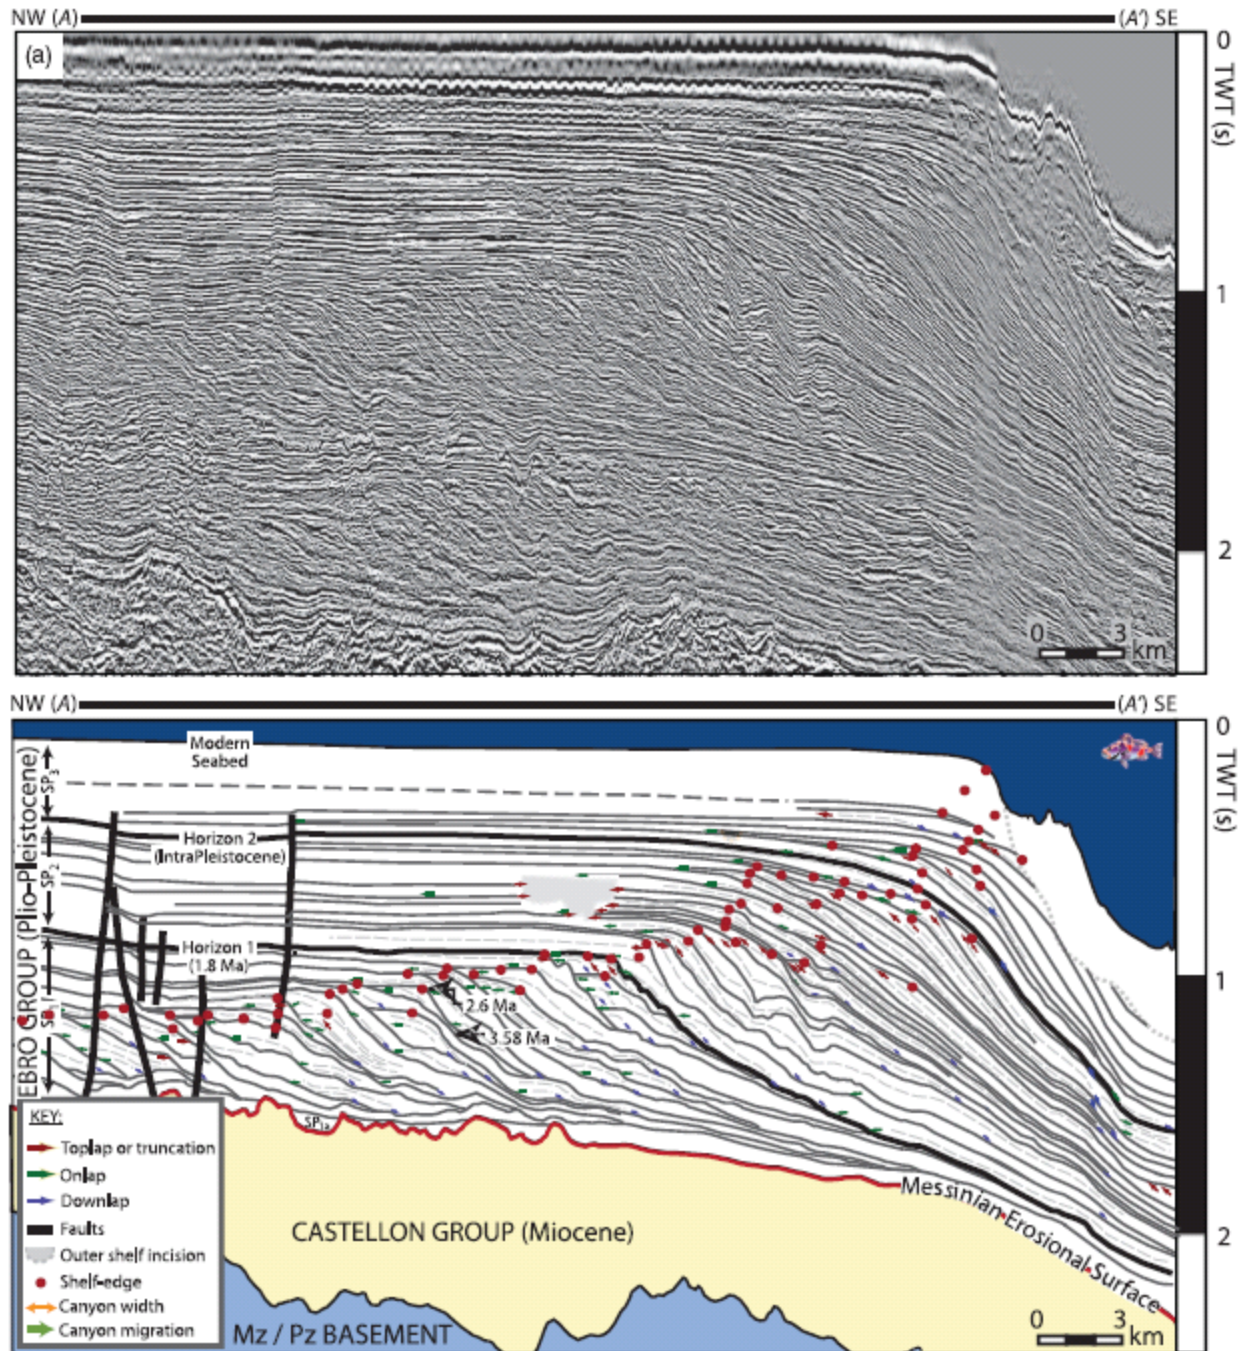 NW (A)
(A') SE
(a)
0
TWT (s)
1
2
0 3
km
NW (A)
(A') SE
0
TWT (s)
1
2
EBRO GROUP (Plio-Pleistocene)
SP3
SP2
SP1
Modern
Seabed
Horizon 2
(IntraPleistocene)
Horizon 1
(1.8 Ma)
2.6 Ma
3.58 Ma
SP1a
Messinian Erosional Surface
CASTELLON GROUP (Miocene)
Mz / Pz BASEMENT
KEY:
Toplap or truncation
Onlap
Downlap
Faults
Outer shelf incision
Shelf-edge
Canyon width
Canyon migration
0 3
km